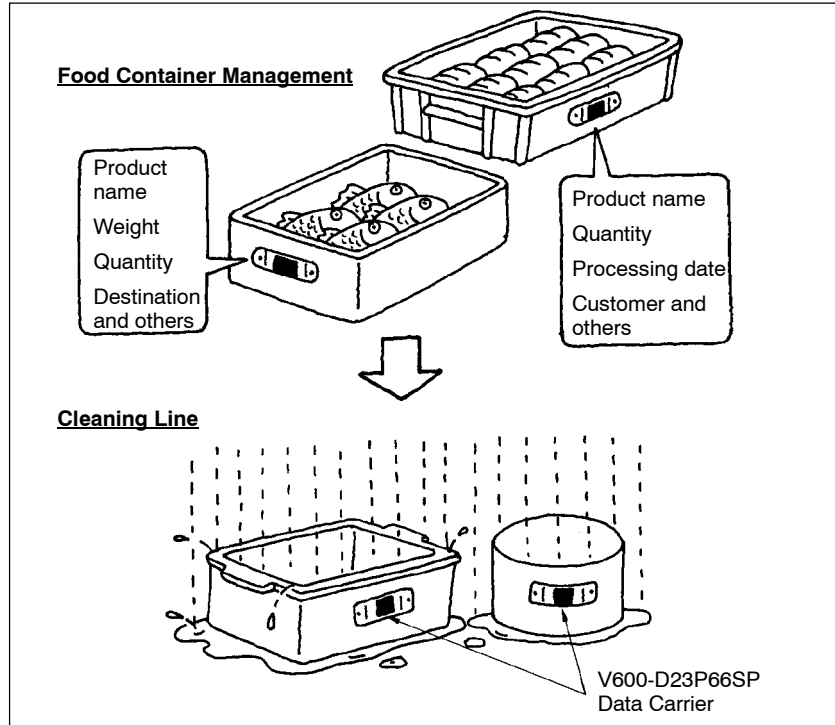 Food Container Management
Product
name
Weight
Quantity
Destination
and others
Product name
Quantity
Processing date
Customer and
others
Cleaning Line
V600-D23P66SP
Data Carrier